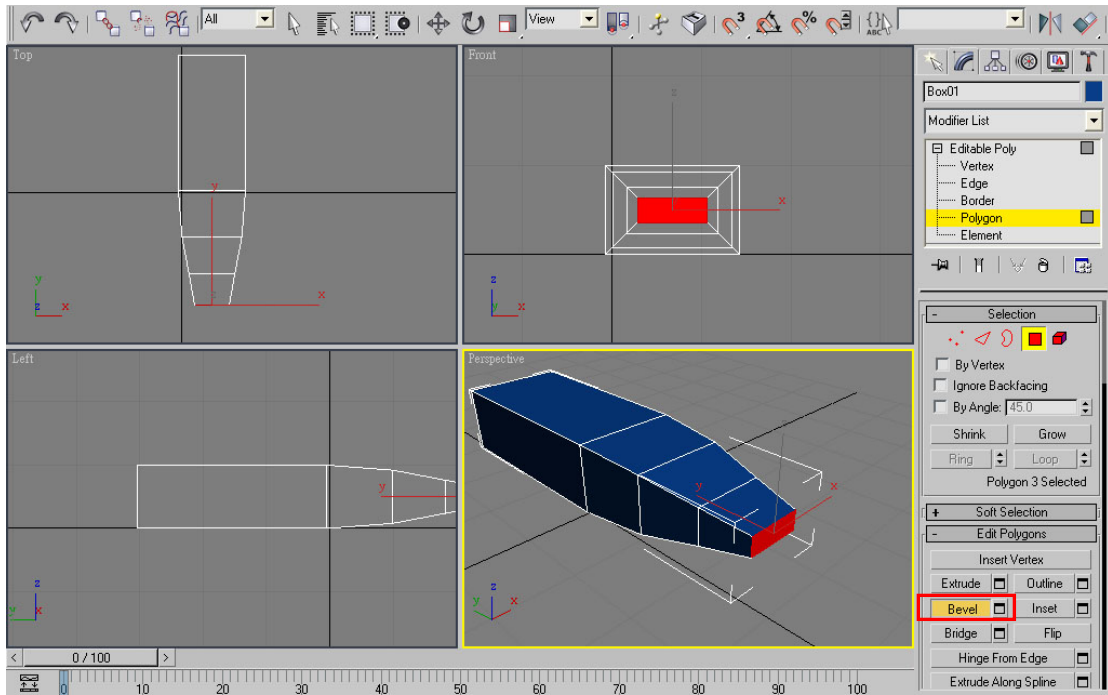 All
View
ABC
Top
Front
Left
Perspective
y
x
z
x
z
x
y
x
z
y
x
z
y
x
z
y
x
y
x
z
y
x
Box01
Modifier List
Editable Poly
Vertex
Edge
Border
Polygon
Element
- Selection
By Vertex
Ignore Backfacing
By Angle: 45.0
Shrink Grow
Ring Loop
Polygon 3 Selected
+ Soft Selection
- Edit Polygons
Insert Vertex
Extrude Outline
Bevel Inset
Bridge Flip
Hinge From Edge
Extrude Along Spline
< 0 / 100 >
0 10 20 30 40 50 60 70 80 90 100